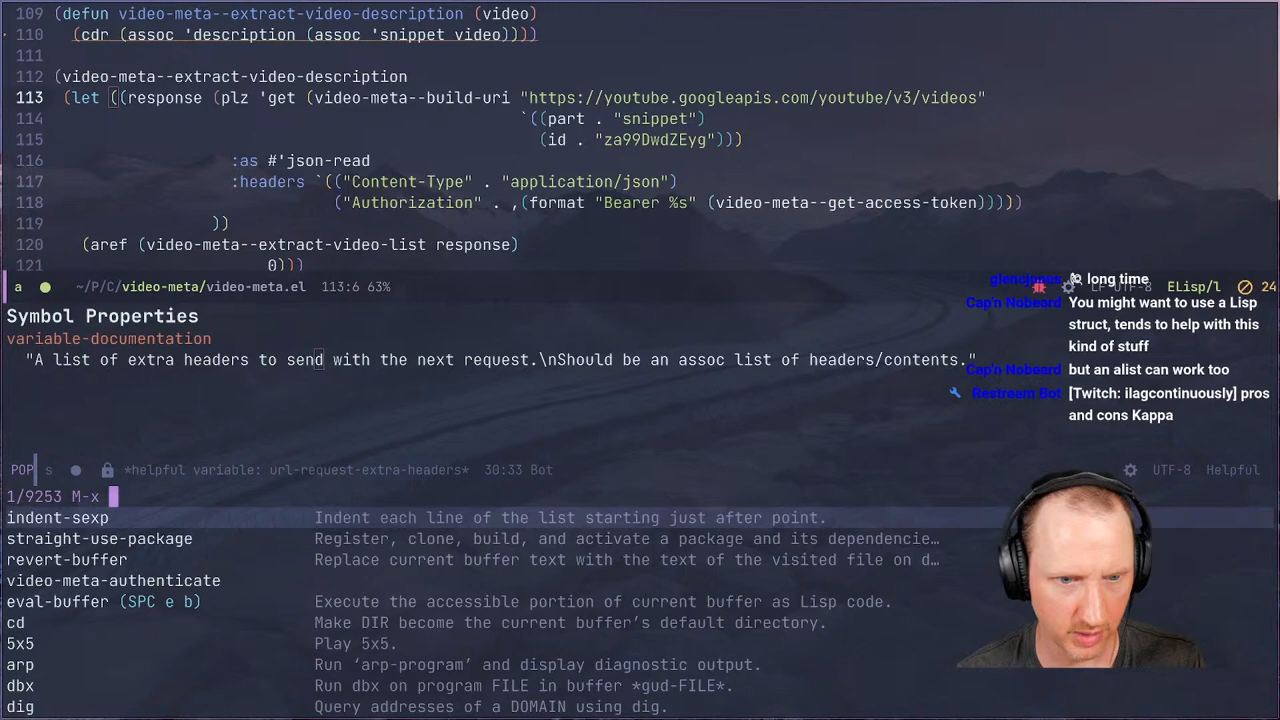 109 (defun video-meta--extract-video-description (video)
110   (cdr (assoc 'description (assoc 'snippet video))))
111
112 (video-meta--extract-video-description
113  (let ((response (plz 'get (video-meta--build-uri "https://youtube.googleapis.com/youtube/v3/videos"
114 `((part . "snippet")
115 (id . "za99DwdZEyg")))
116 :as #'json-read
117 :headers `(("Content-Type" . "application/json")
118 ("Authorization" . ,(format "Bearer %s" (video-meta--get-access-token)))))
119 ))
120 (aref (video-meta--extract-video-list response)
121 0)))
a ~/P/C/video-meta/video-meta.el 113:6 63% LF UTF-8 ELisp/l 24
glencjones long time
Cap'n Nobeard You might want to use a Lisp
struct, tends to help with this
kind of stuff
Cap'n Nobeard but an alist can work too
Restream Bot [Twitch: ilagcontinuously] pros
and cons Kappa
Symbol Properties
variable-documentation
"A list of extra headers to send with the next request.\nShould be an assoc list of headers/contents."
POP s *helpful variable: url-request-extra-headers* 30:33 Bot UTF-8 Helpful
1/9253 M-x
indent-sexp Indent each line of the list starting just after point.
straight-use-package Register, clone, build, and activate a package and its dependencie…
revert-buffer Replace current buffer text with the text of the visited file on d…
video-meta-authenticate
eval-buffer (SPC e b) Execute the accessible portion of current buffer as Lisp code.
cd Make DIR become the current buffer's default directory.
5x5 Play 5x5.
arp Run ‘arp-program’ and display diagnostic output.
dbx Run dbx on program FILE in buffer *gud-FILE*.
dig Query addresses of a DOMAIN using dig.